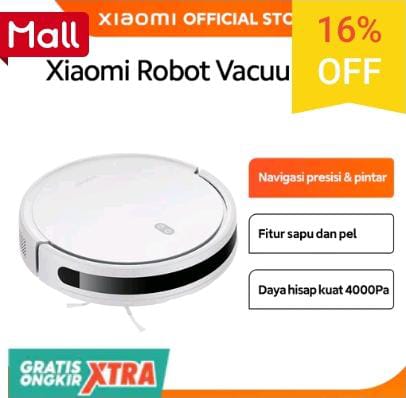 Mall
xiaomi OFFICIAL STO
16%
OFF
Xiaomi Robot Vacuu
Navigasi presisi & pintar
Fitur sapu dan pel
Daya hisap kuat 4000Pa
GRATIS
ONGKIR
XTRA